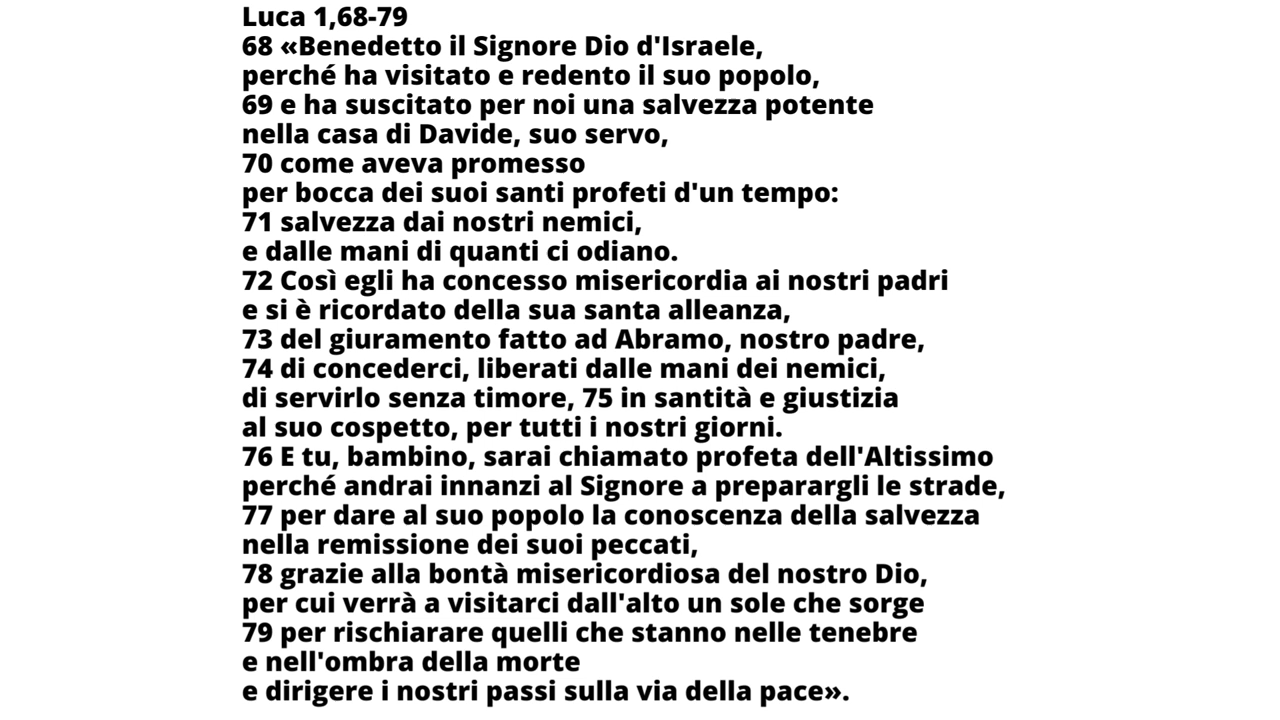 Luca 1,68-79
68 «Benedetto il Signore Dio d'Israele,
perché ha visitato e redento il suo popolo,
69 e ha suscitato per noi una salvezza potente
nella casa di Davide, suo servo,
70 come aveva promesso
per bocca dei suoi santi profeti d'un tempo:
71 salvezza dai nostri nemici,
e dalle mani di quanti ci odiano.
72 Così egli ha concesso misericordia ai nostri padri
e si è ricordato della sua santa alleanza,
73 del giuramento fatto ad Abramo, nostro padre,
74 di concederci, liberati dalle mani dei nemici,
di servirlo senza timore, 75 in santità e giustizia
al suo cospetto, per tutti i nostri giorni.
76 E tu, bambino, sarai chiamato profeta dell'Altissimo
perché andrai innanzi al Signore a preparargli le strade,
77 per dare al suo popolo la conoscenza della salvezza
nella remissione dei suoi peccati,
78 grazie alla bontà misericordiosa del nostro Dio,
per cui verrà a visitarci dall'alto un sole che sorge
79 per rischiarare quelli che stanno nelle tenebre
e nell'ombra della morte
e dirigere i nostri passi sulla via della pace».